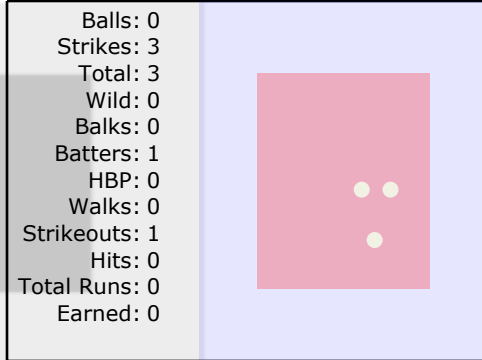 Balls: 0
Strikes: 3
Total: 3
Wild: 0
Balks: 0
Batters: 1
HBP: 0
Walks: 0
Strikeouts: 1
Hits: 0
Total Runs: 0
Earned: 0